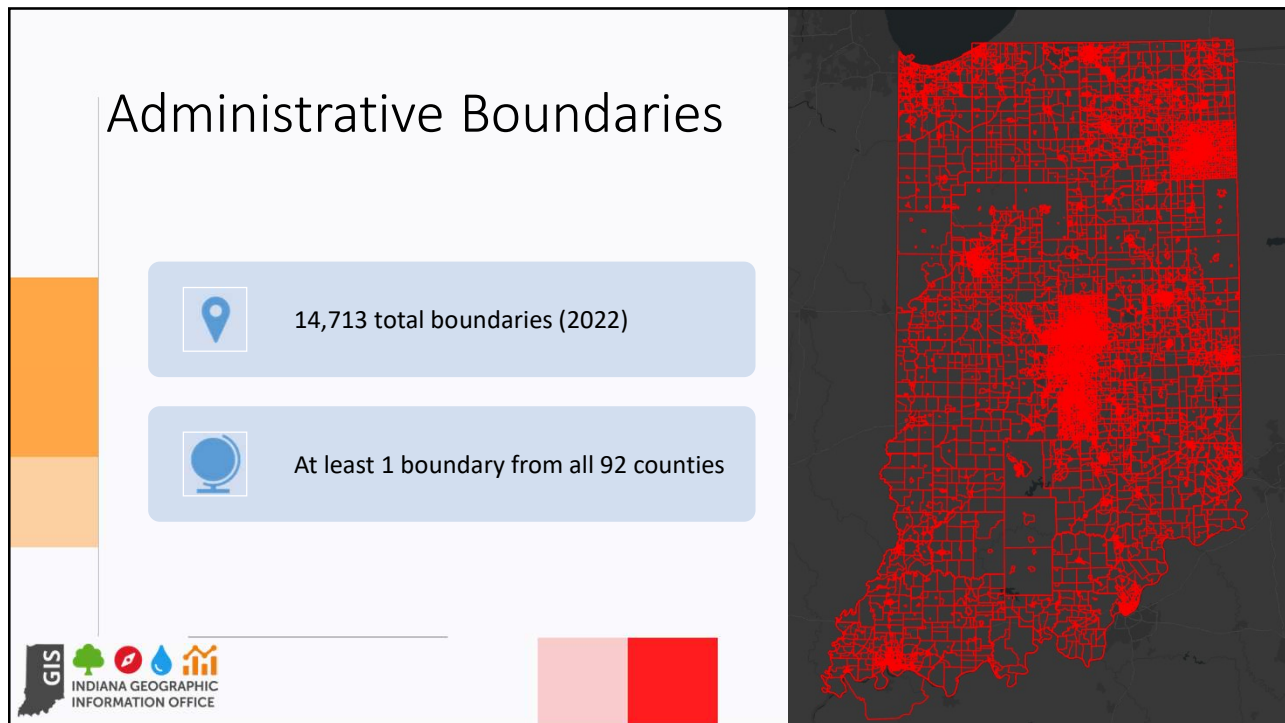 Administrative Boundaries
14,713 total boundaries (2022)
At least 1 boundary from all 92 counties
GIS
INDIANA GEOGRAPHIC
INFORMATION OFFICE